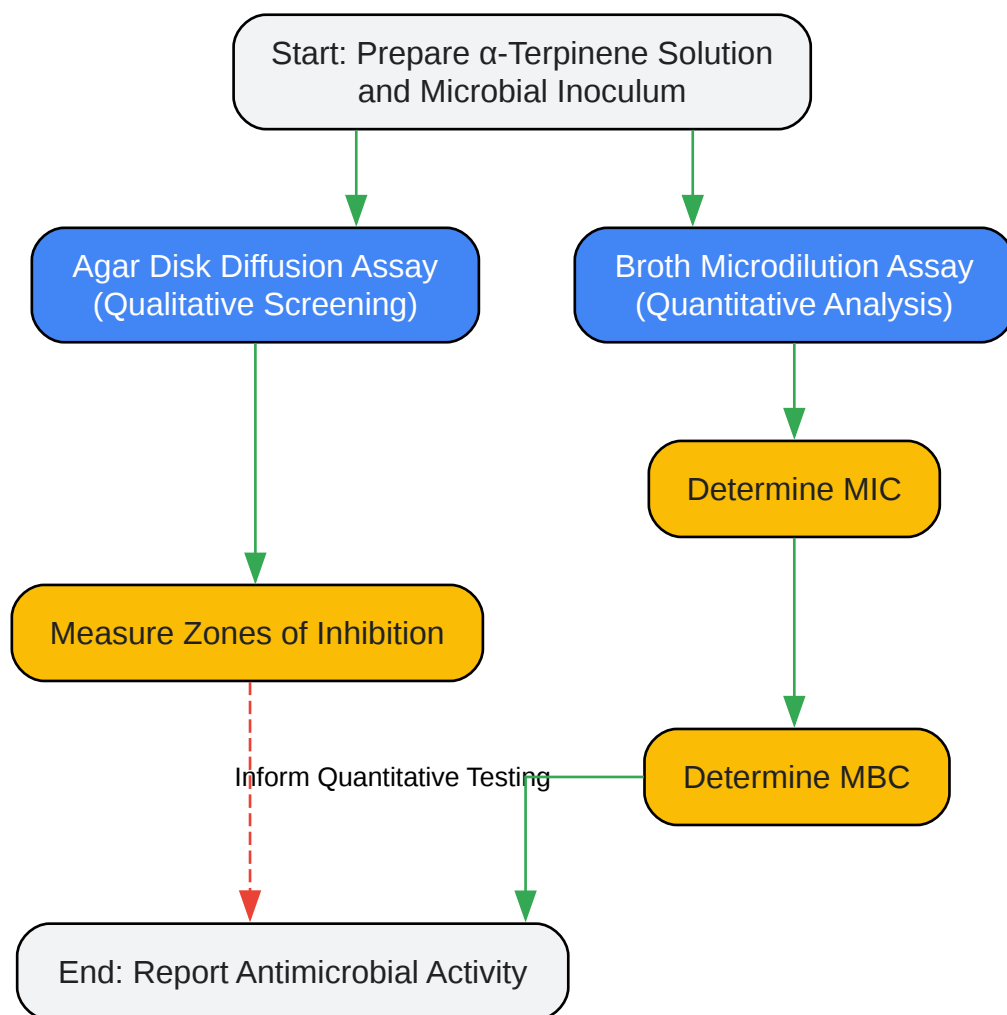 Start: Prepare α-Terpinene Solution
and Microbial Inoculum
Agar Disk Diffusion Assay
(Qualitative Screening)
Broth Microdilution Assay
(Quantitative Analysis)
Determine MIC
Measure Zones of Inhibition
Inform Quantitative Testing
Determine MBC
End: Report Antimicrobial Activity